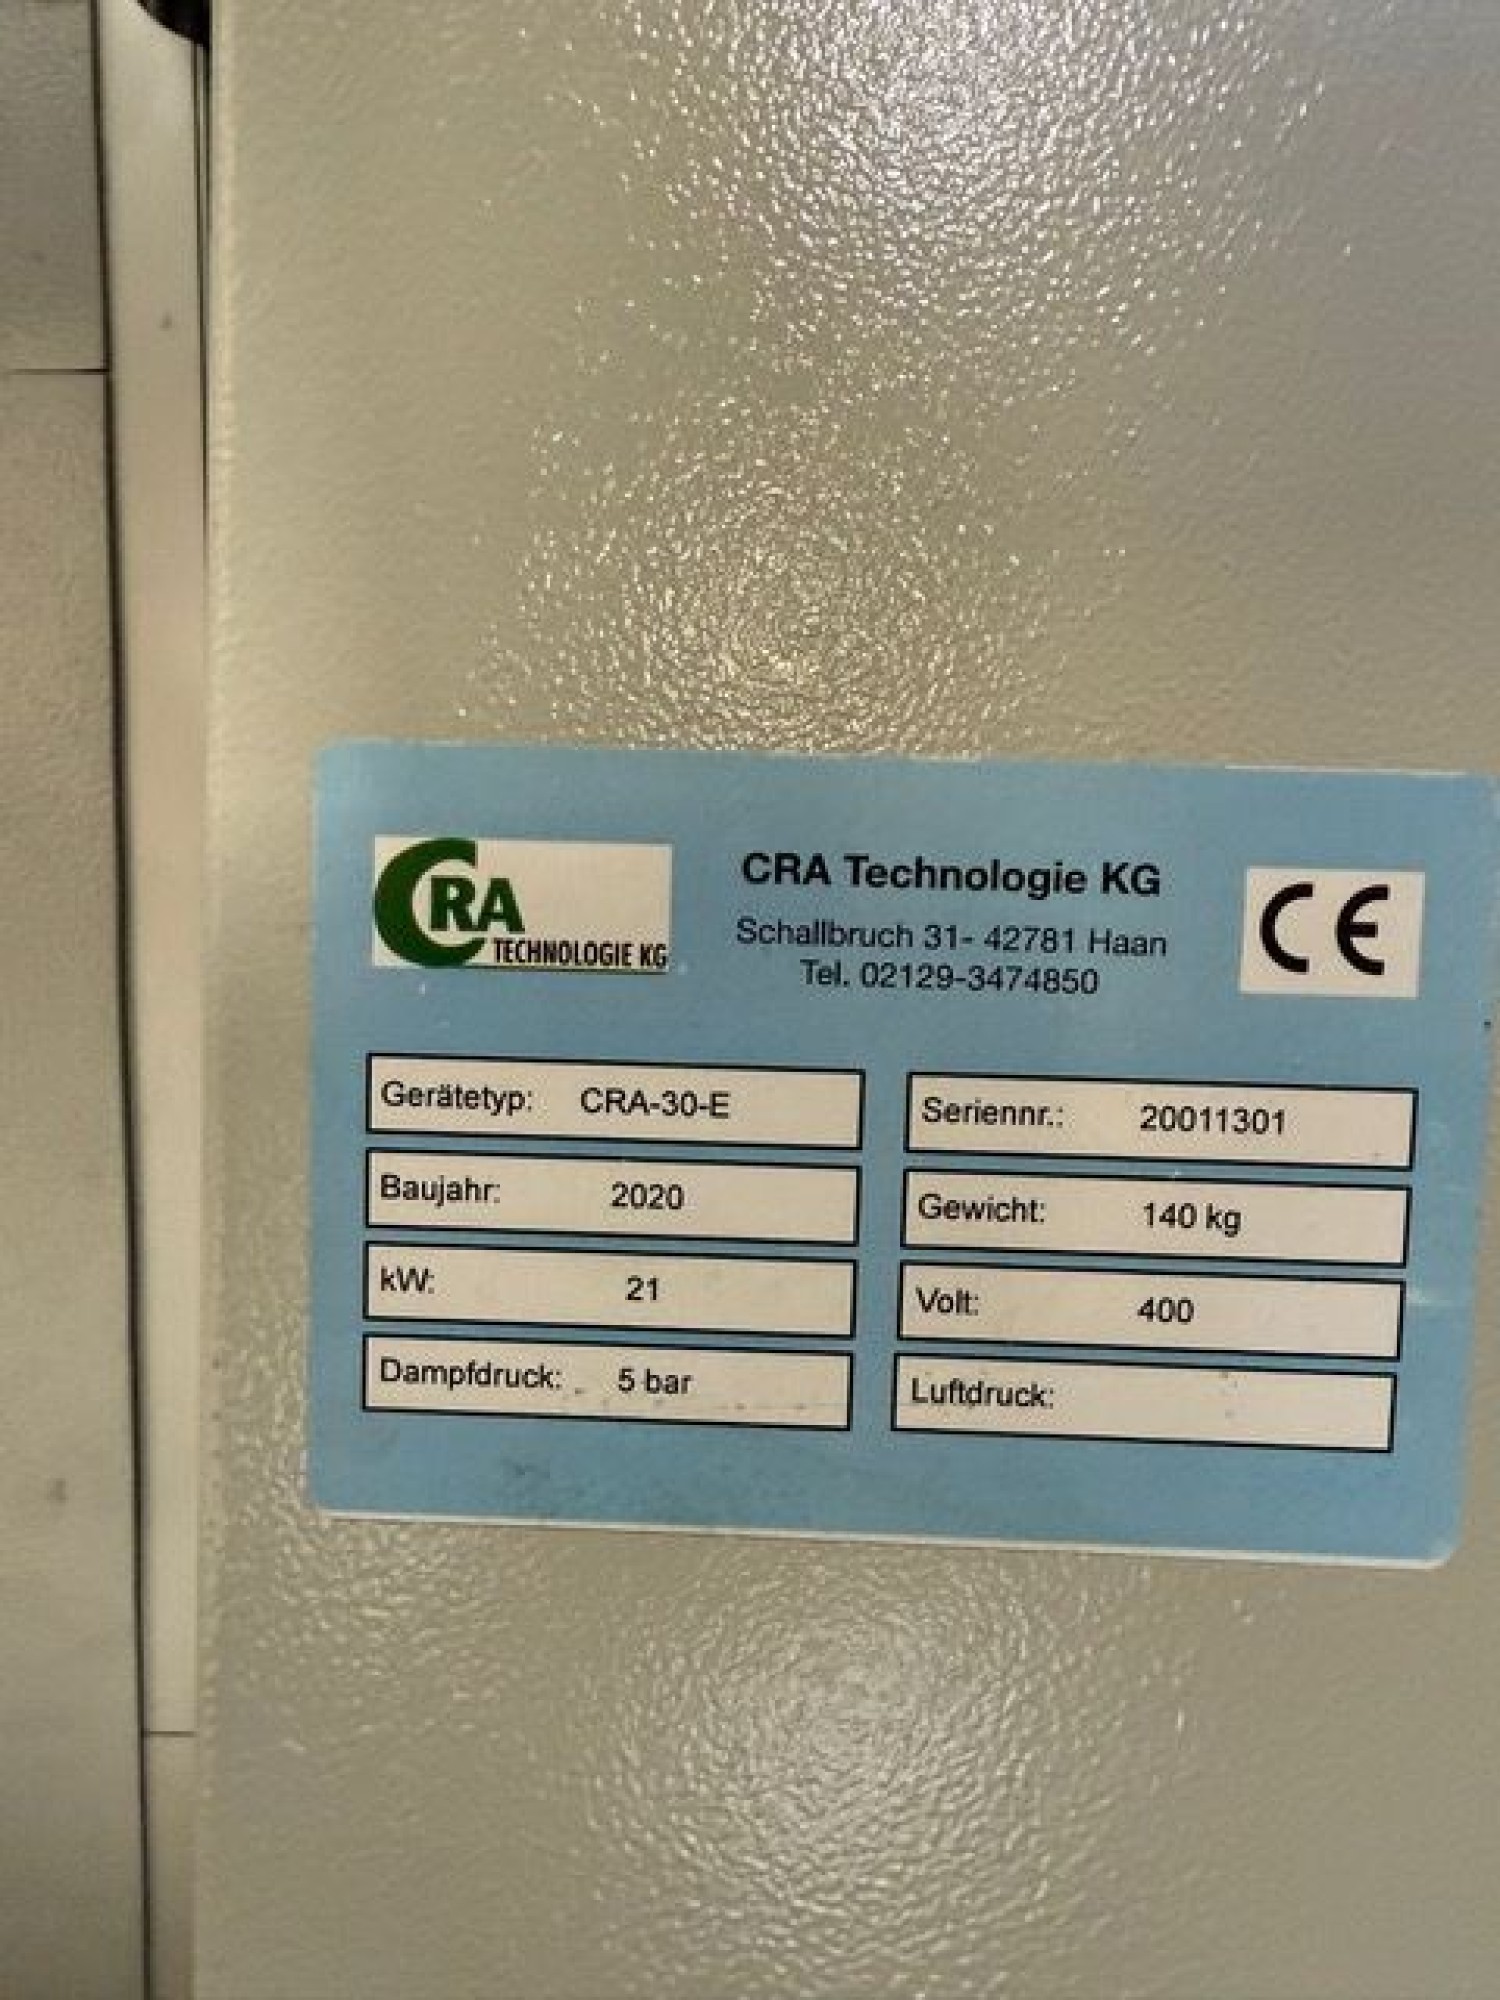 CRA
TECHNOLOGIE KG
CRA Technologie KG
Schallbruch 31- 42781 Haan
Tel. 02129-3474850
CE
Gerätetyp: CRA-30-E
Seriennr.: 20011301
Baujahr: 2020
Gewicht: 140 kg
kW: 21
Volt: 400
Dampfdruck: 5 bar
Luftdruck: